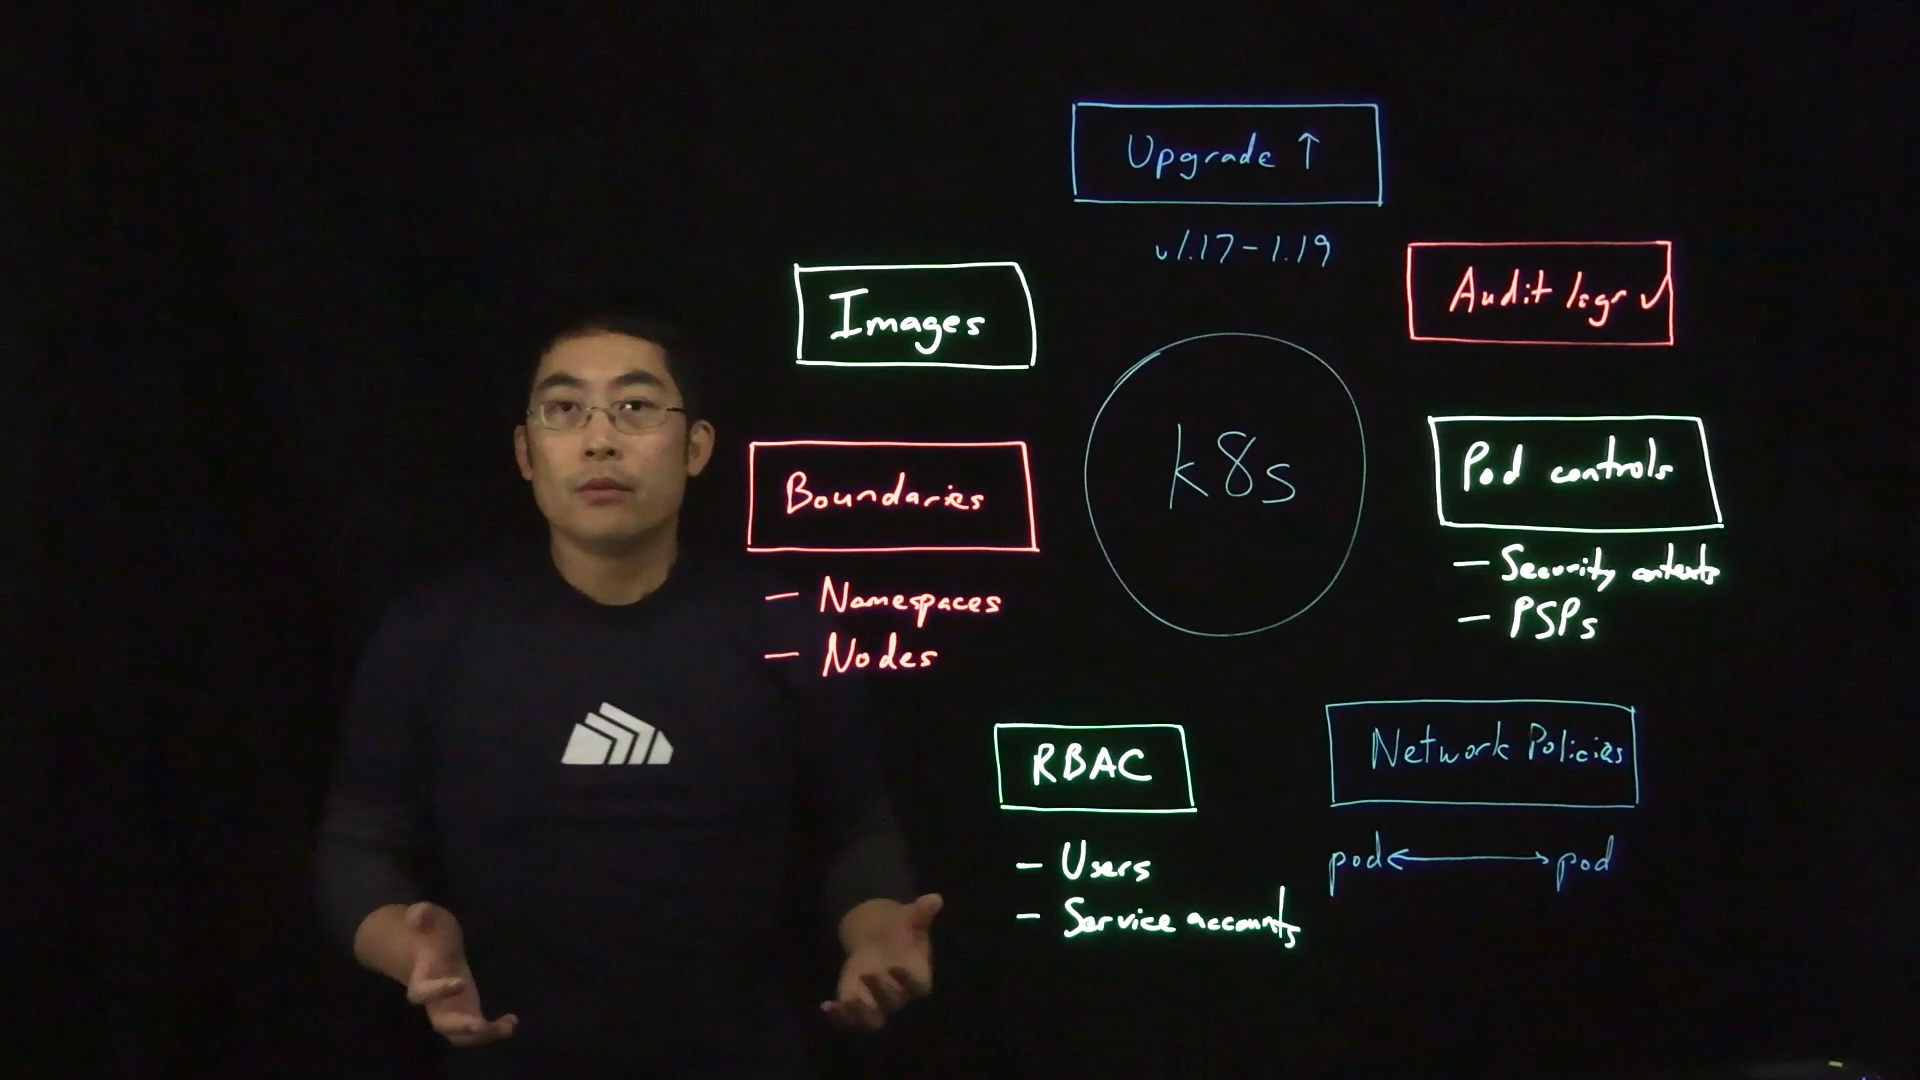 Upgrade ↑
v1.17-1.19
Images
Audit logs ✓
k8s
Boundaries
- Namespaces
- Nodes
Pod controls
- Security contexts
- PSPs
RBAC
- Users
- Service accounts
Network Policies
pod ↔ pod